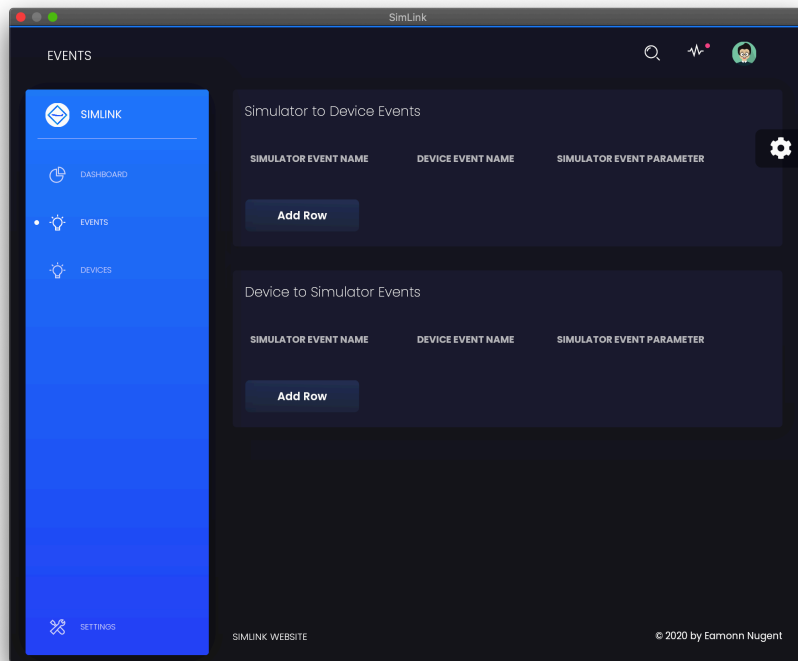 SimLink
EVENTS
SIMLINK
DASHBOARD
EVENTS
DEVICES
SETTINGS
Simulator to Device Events
SIMULATOR EVENT NAME DEVICE EVENT NAME SIMULATOR EVENT PARAMETER
Add Row
Device to Simulator Events
SIMULATOR EVENT NAME DEVICE EVENT NAME SIMULATOR EVENT PARAMETER
Add Row
SIMLINK WEBSITE © 2020 by Eamonn Nugent